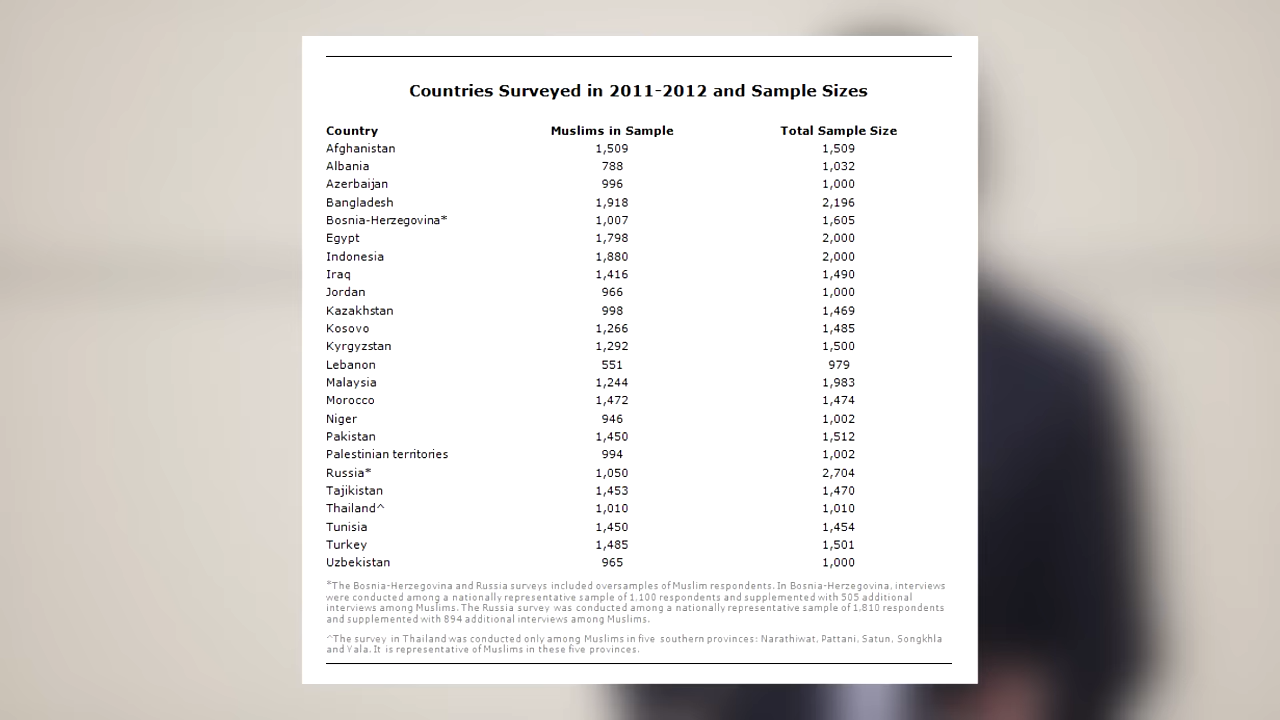 Countries Surveyed in 2011-2012 and Sample Sizes
Country Muslims in Sample Total Sample Size
Afghanistan 1,509 1,509
Albania 788 1,032
Azerbaijan 996 1,000
Bangladesh 1,918 2,196
Bosnia-Herzegovina* 1,007 1,605
Egypt 1,798 2,000
Indonesia 1,880 2,000
Iraq 1,416 1,490
Jordan 966 1,000
Kazakhstan 998 1,469
Kosovo 1,266 1,485
Kyrgyzstan 1,292 1,500
Lebanon 551 979
Malaysia 1,244 1,983
Morocco 1,472 1,474
Niger 946 1,002
Pakistan 1,450 1,512
Palestinian territories 994 1,002
Russia* 1,050 2,704
Tajikistan 1,453 1,470
Thailand^ 1,010 1,010
Tunisia 1,450 1,454
Turkey 1,485 1,501
Uzbekistan 965 1,000
*The Bosnia-Herzegovina and Russia surveys included oversamples of Muslim respondents. In Bosnia-Herzegovina, interviews
were conducted among a nationally representative sample of 1,100 respondents and supplemented with 505 additional
interviews among Muslims. The Russia survey was conducted among a nationally representative sample of 1,810 respondents
and supplemented with 894 additional interviews among Muslims.
^The survey in Thailand was conducted only among Muslims in five southern provinces: Narathiwat, Pattani, Satun, Songkhla
and Yala. It is representative of Muslims in these five provinces.